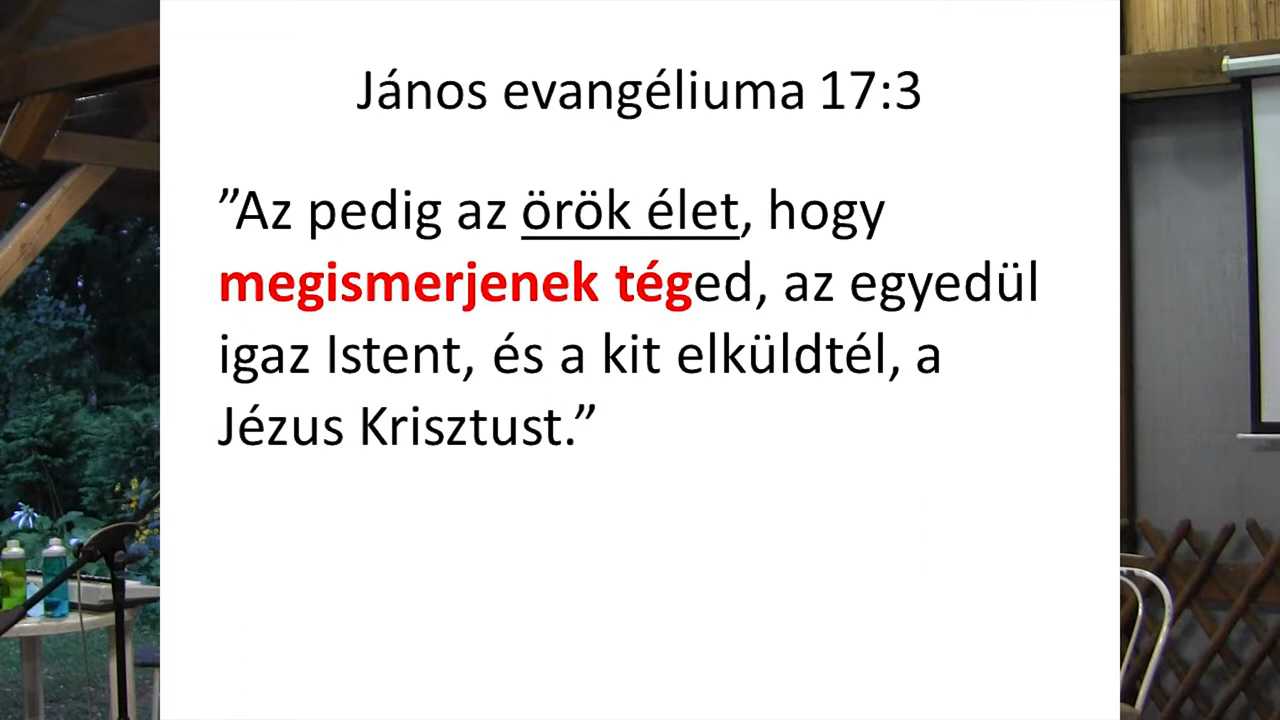 János evangéliuma 17:3
”Az pedig az örök élet, hogy
megismerjenek téged, az egyedül
igaz Istent, és a kit elküldtél, a
Jézus Krisztust.”